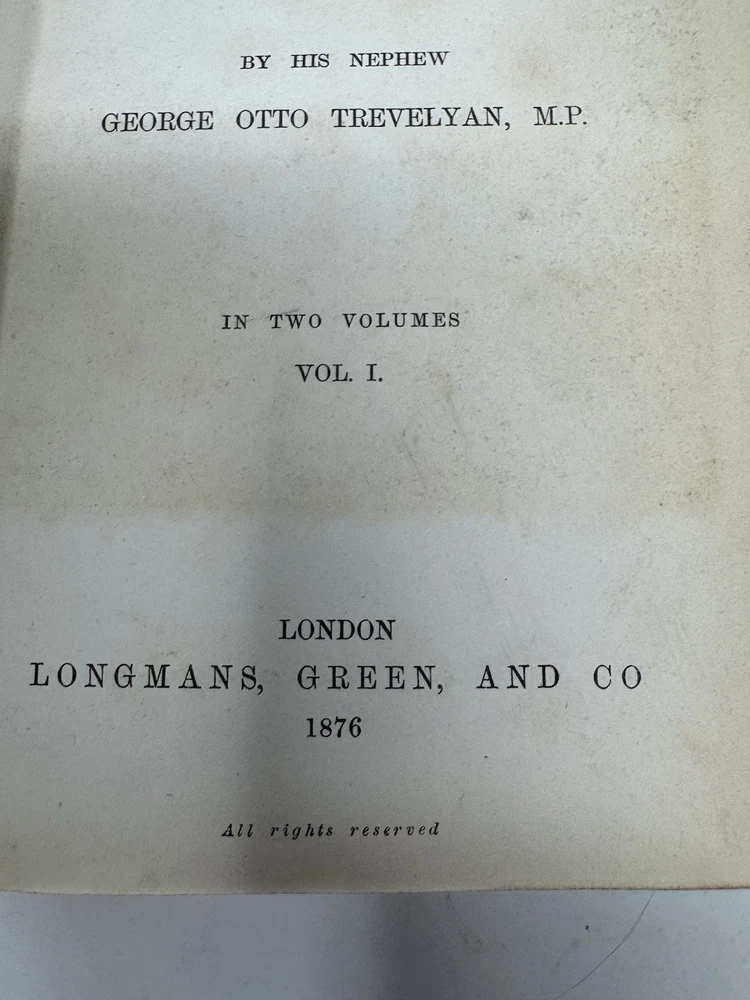 BY HIS NEPHEW
GEORGE OTTO TREVELYAN, M.P.
IN TWO VOLUMES
VOL. I.
LONDON
LONGMANS, GREEN, AND CO
1876
All rights reserved